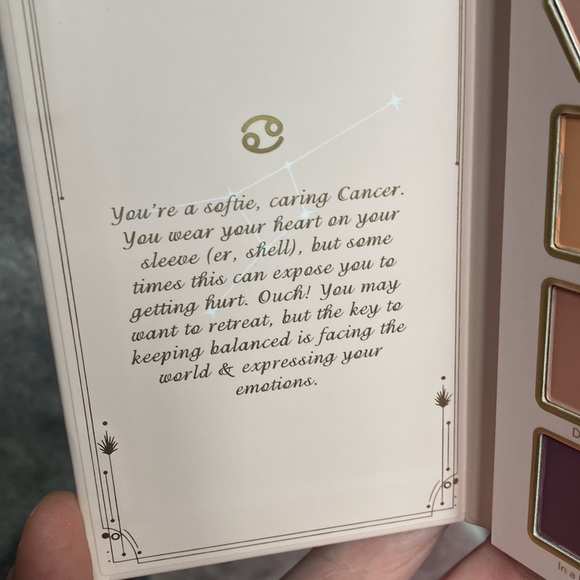 You're a softie, caring Cancer.
You wear your heart on your
sleeve (er, shell), but some
times this can expose you to
getting hurt. Ouch! You may
want to retreat, but the key to
keeping balanced is facing the
world & expressing your
emotions.